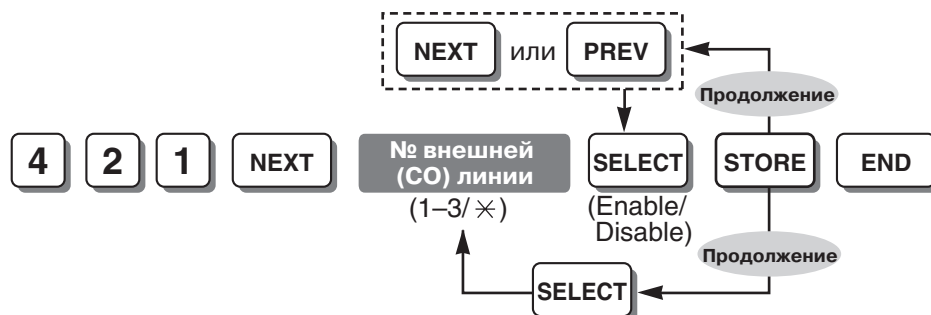 NEXT или PREV
Продолжение
4 2 1 NEXT № внешней (CO) линии SELECT STORE END
(1–3/✳)
(Enable/
Disable)
Продолжение
SELECT